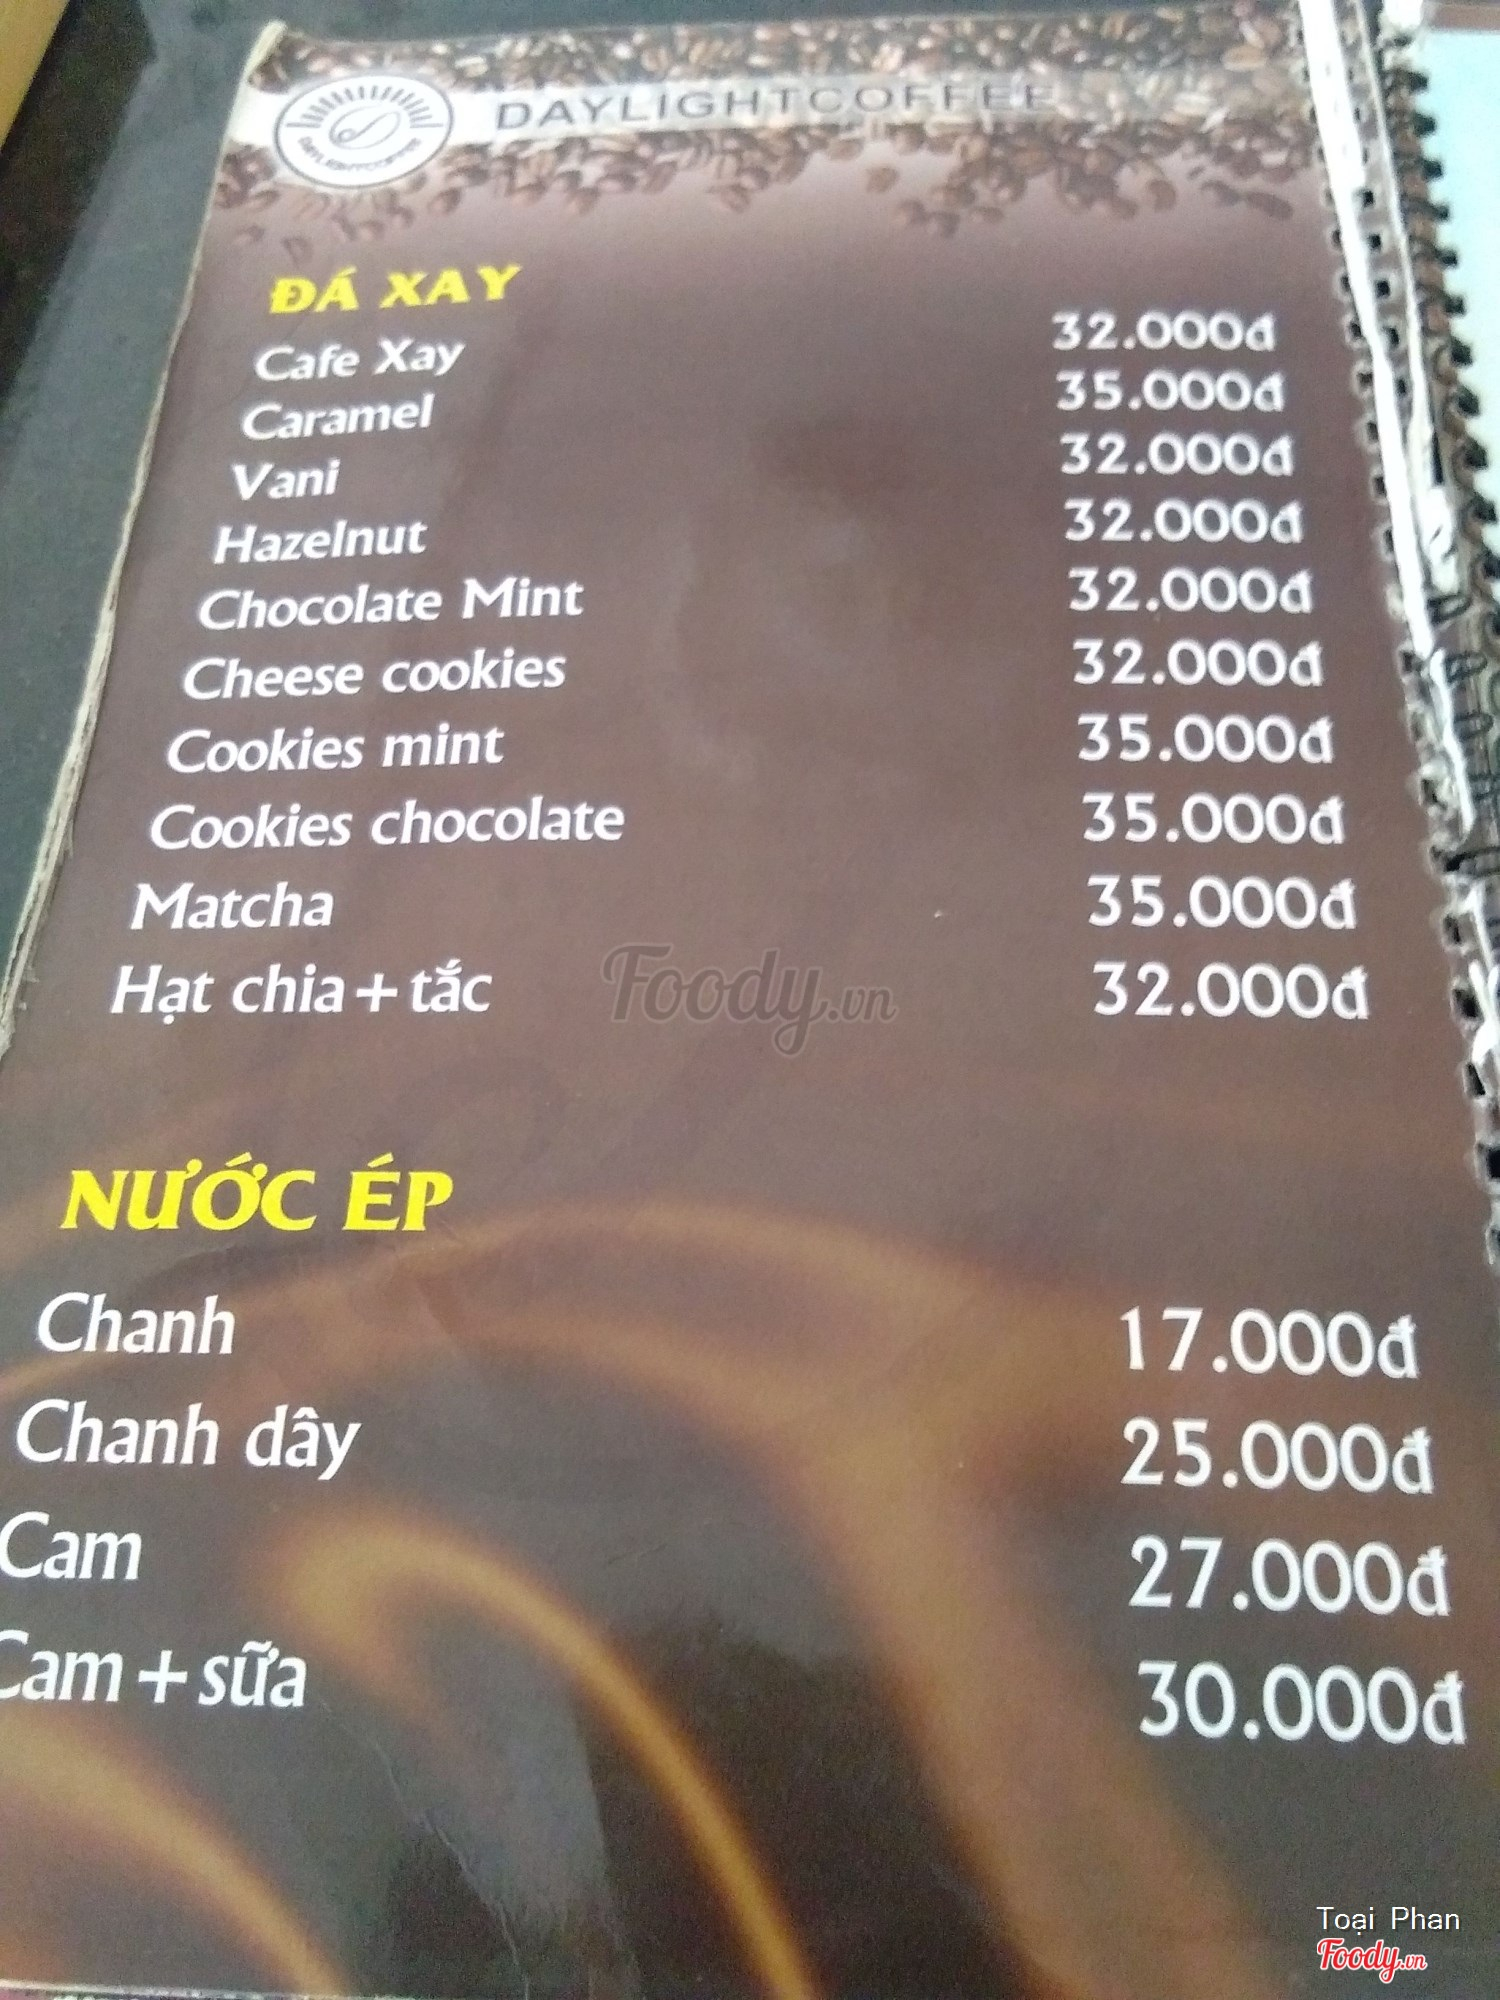 DAYLIGHTCOFFEE
DAYLIGHTCOFFEE
ĐÁ XAY
Cafe Xay 32.000đ
Caramel 35.000đ
Vani 32.000đ
Hazelnut 32.000đ
Chocolate Mint 32.000đ
Cheese cookies 32.000đ
Cookies mint 35.000đ
Cookies chocolate 35.000đ
Matcha 35.000đ
Hạt chia+tắc 32.000đ
Foody.vn
NƯỚC ÉP
Chanh 17.000đ
Chanh dây 25.000đ
Cam 27.000đ
Cam+sữa 30.000đ
Toại Phan
Foody.vn